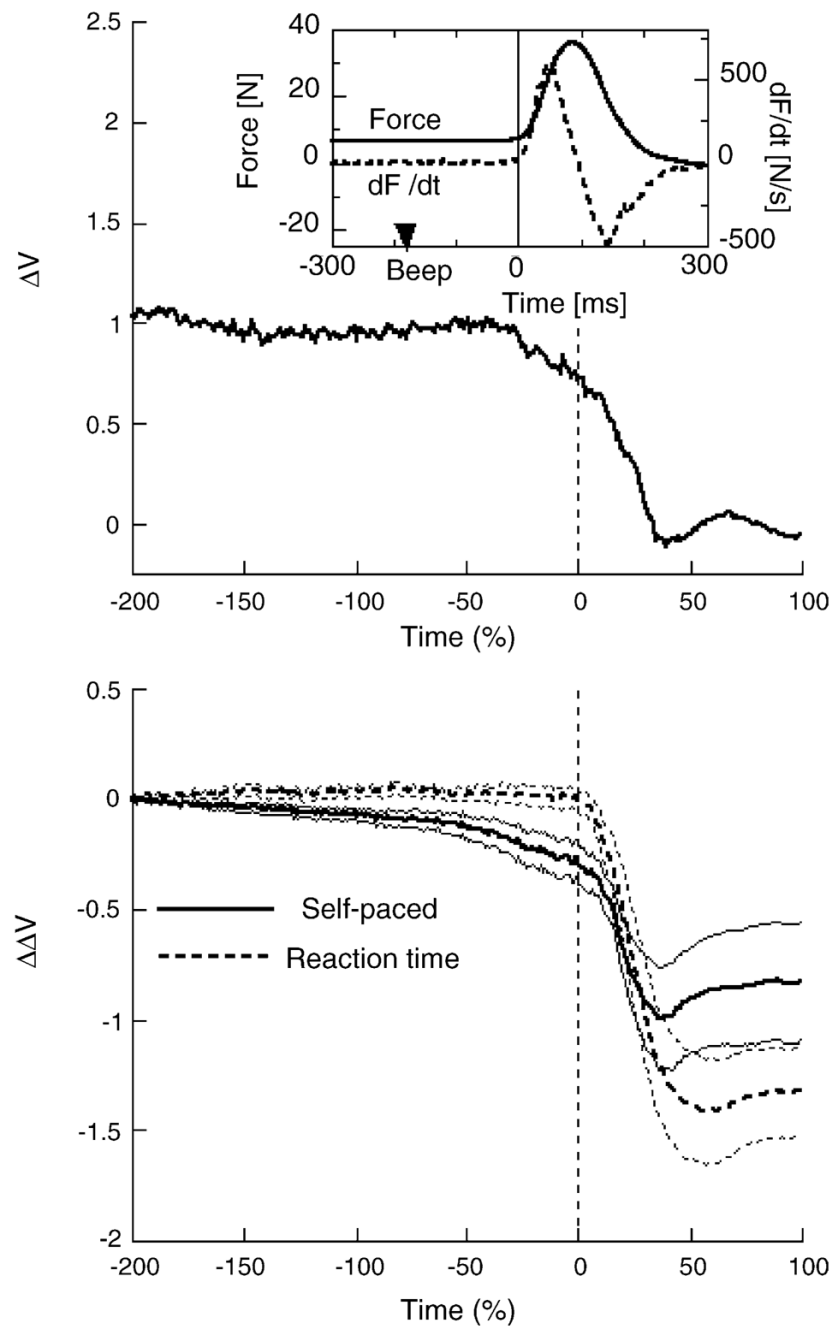 2.5
2
1.5
1
0.5
0
ΔV
40
20
0
-20
Force [N]
500
0
-500
dF/dt [N/s]
Force
dF /dt
Beep
-300 0 300
Time [ms]
-200 -150 -100 -50 0 50 100
Time (%)
0.5
0
-0.5
-1
-1.5
-2
ΔΔV
Self-paced
Reaction time
-200 -150 -100 -50 0 50 100
Time (%)